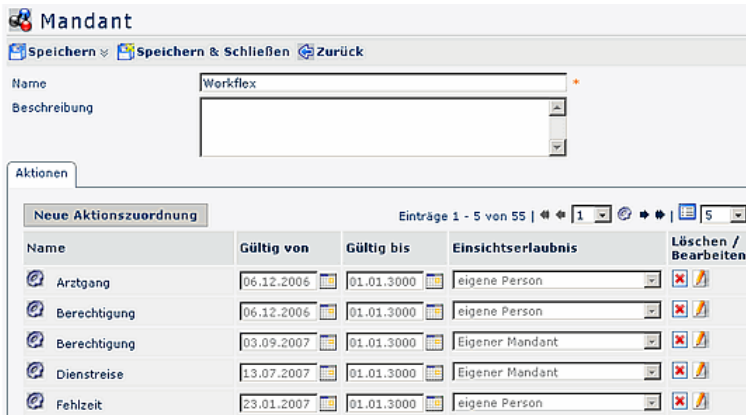 Mandant
Speichern Speichern & Schließen Zurück
Name Workflex *
Beschreibung
Aktionen
Neue Aktionszuordnung Einträge 1 - 5 von 55 | 1 | 5
Name Gültig von Gültig bis Einsichtserlaubnis Löschen / Bearbeiten
Arztgang 06.12.2006 01.01.3000 eigene Person
Berechtigung 06.12.2006 01.01.3000 eigene Person
Berechtigung 03.09.2007 01.01.3000 Eigener Mandant
Dienstreise 13.07.2007 01.01.3000 Eigener Mandant
Fehlzeit 23.01.2007 01.01.3000 eigene Person